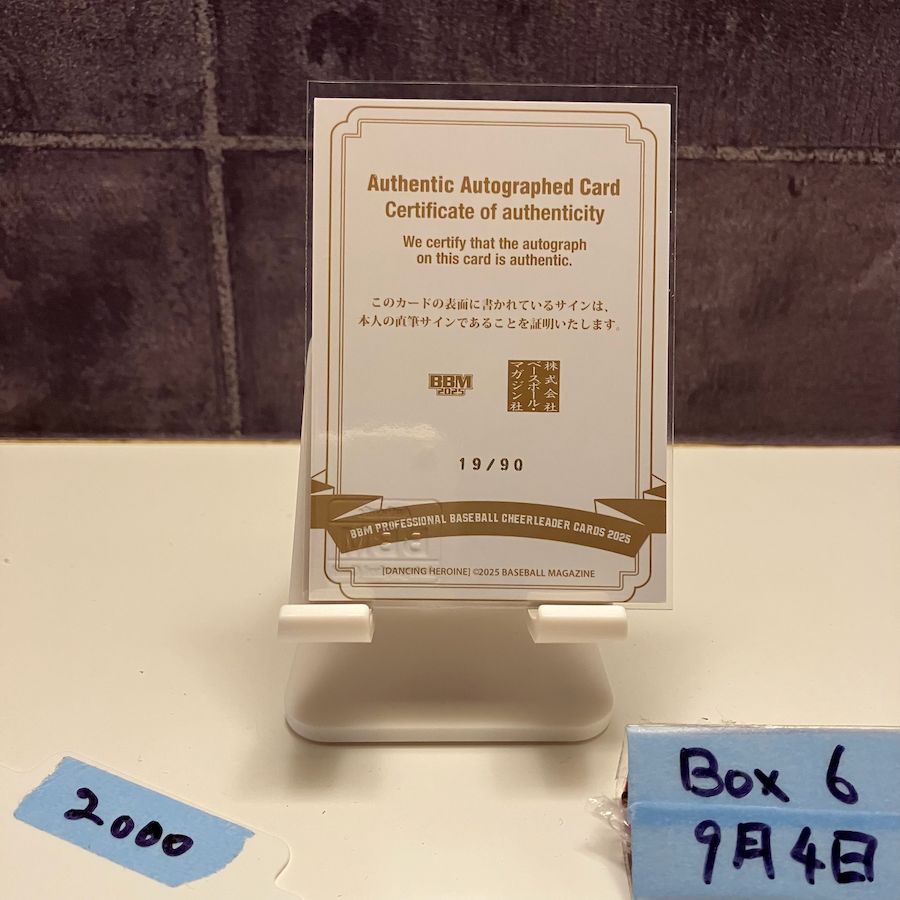 Authentic Autographed Card
Certificate of authenticity
We certify that the autograph
on this card is authentic.
このカードの表面に書かれているサインは、
本人の直筆サインであることを証明いたします。
BBM
2025
株式会社
ベースボール・
マガジン社
19/90
BBM PROFESSIONAL BASEBALL CHEERLEADER CARDS 2025
[DANCING HEROINE] ©2025 BASEBALL MAGAZINE
2000
Box 6
9月4日